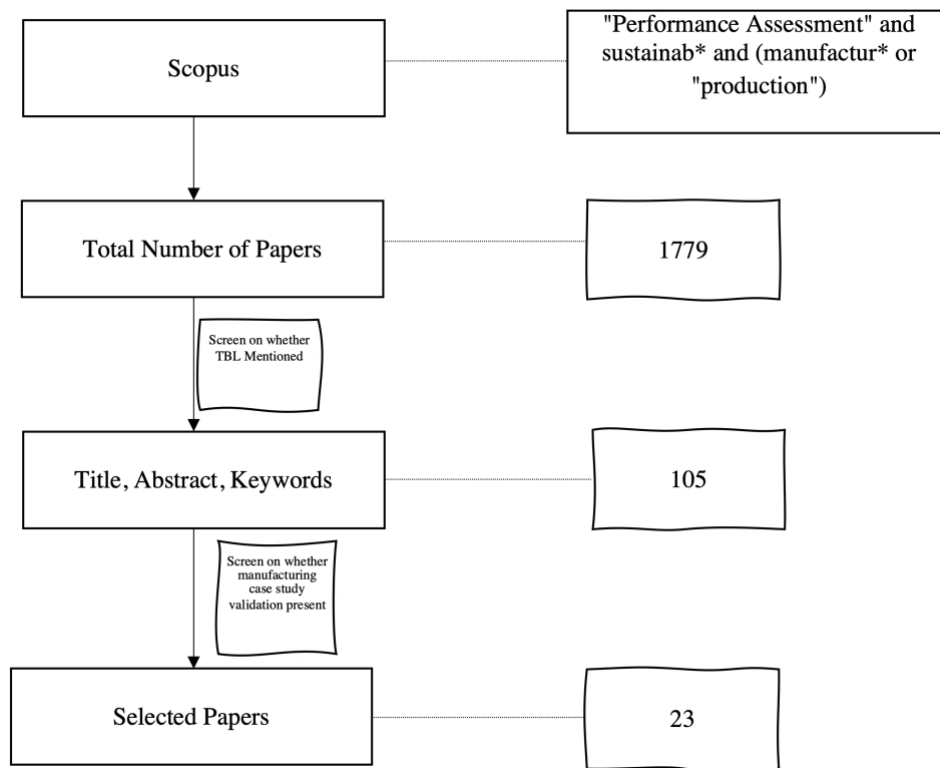 Scopus
"Performance Assessment" and
sustainab* and (manufactur* or
"production")
Total Number of Papers
1779
Screen on whether
TBL Mentioned
Title, Abstract, Keywords
105
Screen on whether
manufacturing
case study
validation present
Selected Papers
23